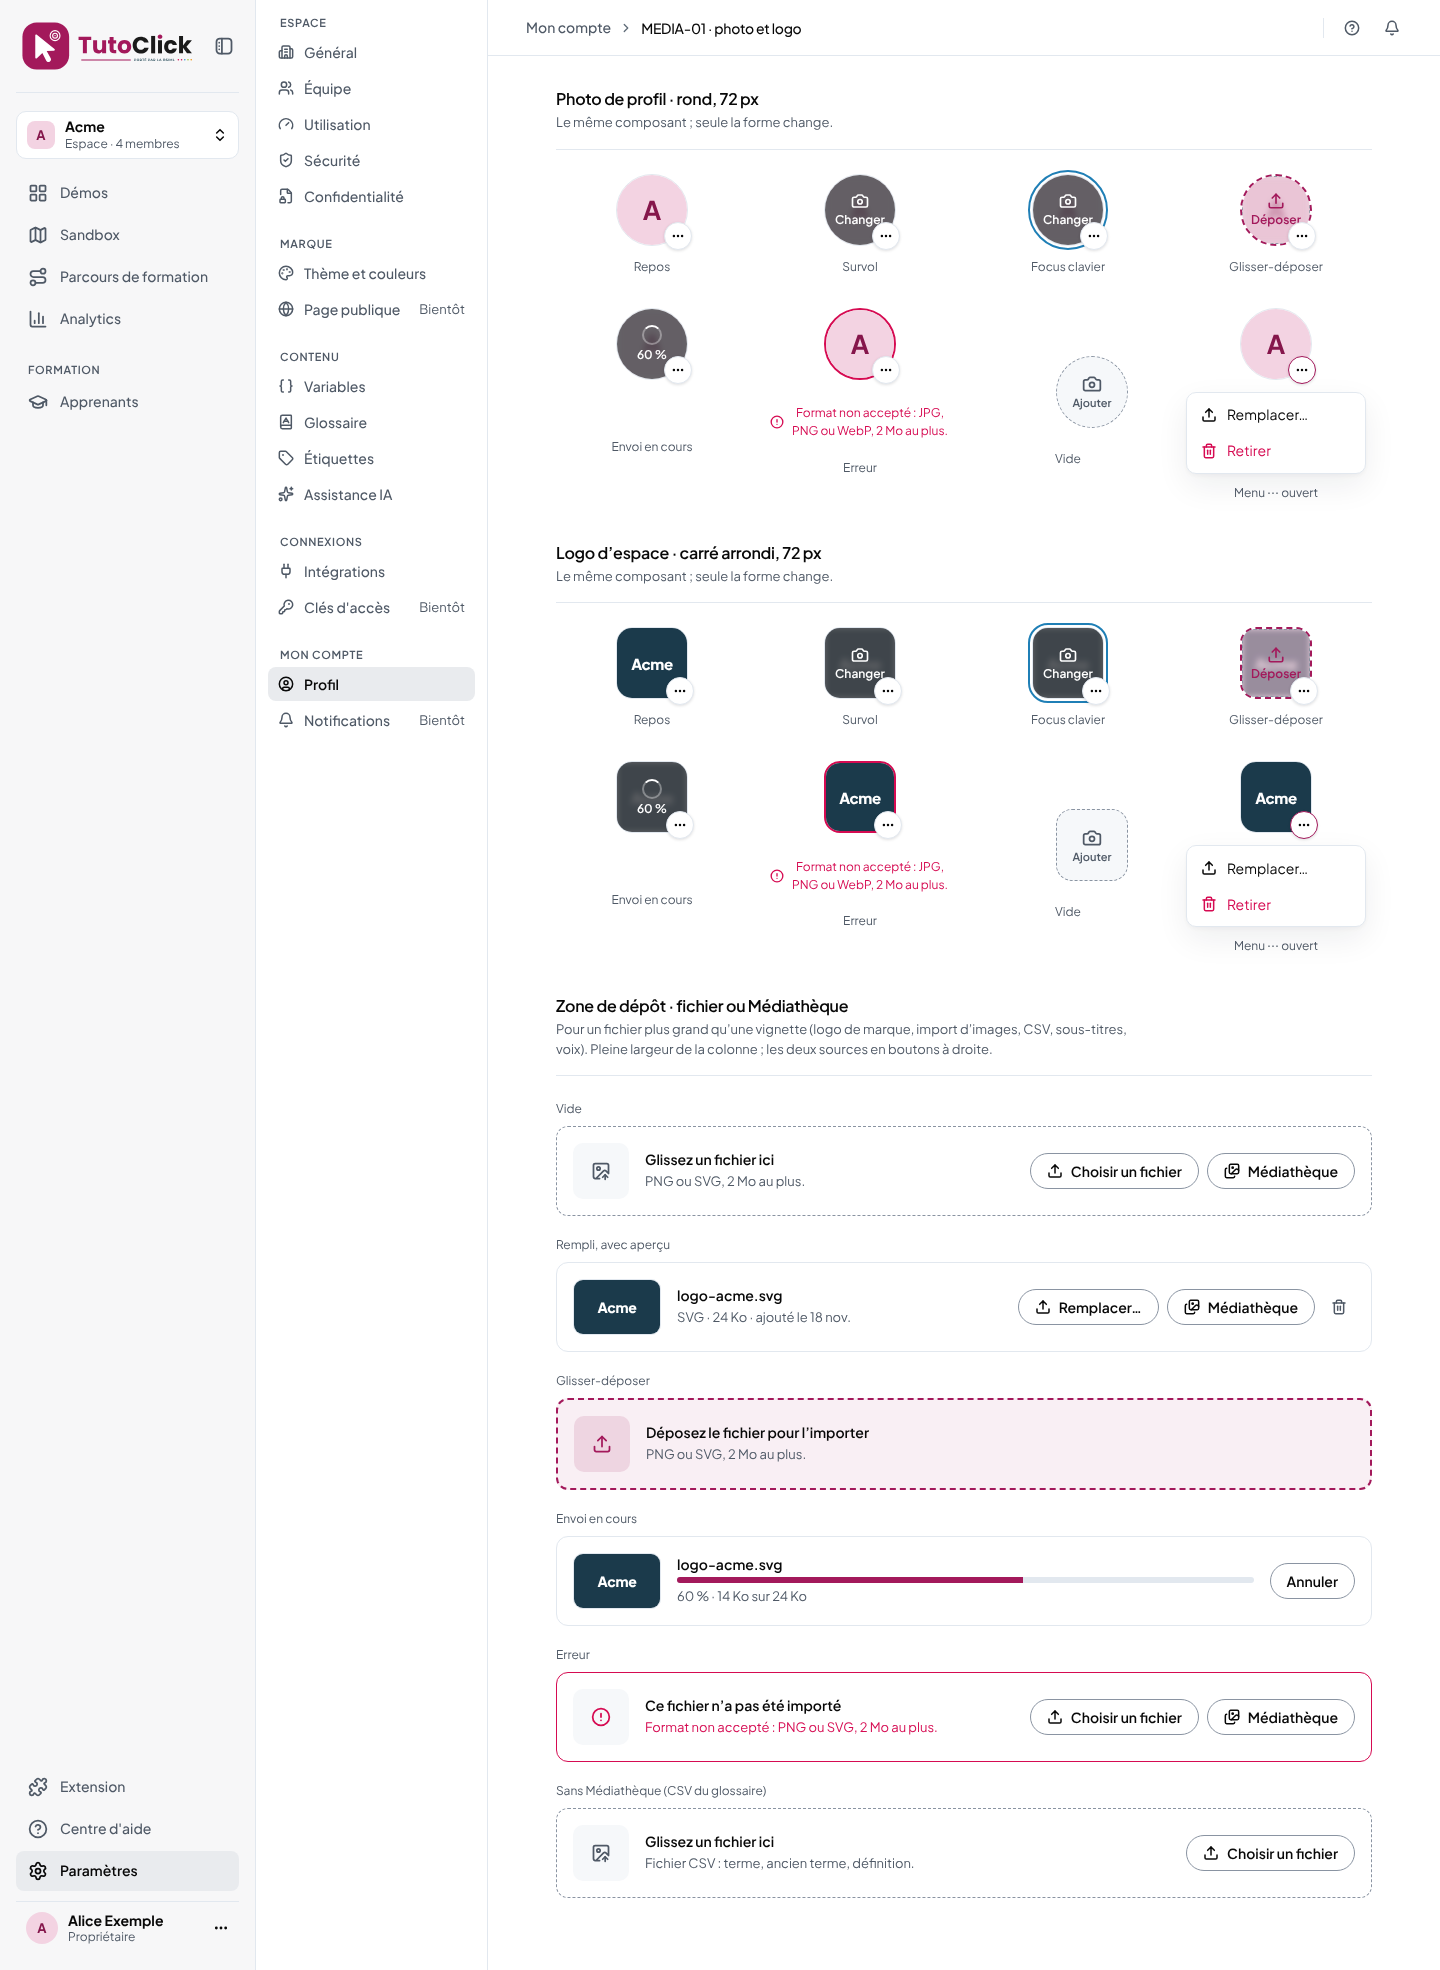 TutoClick
A
Acme
Espace · 4 membres
Démos
Sandbox
Parcours de formation
Analytics
FORMATION
Apprenants
Extension
Centre d'aide
Paramètres
A
Alice Exemple
Propriétaire
ESPACE
Général
Équipe
Utilisation
Sécurité
Confidentialité
MARQUE
Thème et couleurs
Page publique Bientôt
CONTENU
Variables
Glossaire
Étiquettes
Assistance IA
CONNEXIONS
Intégrations
Clés d'accès Bientôt
MON COMPTE
Profil
Notifications Bientôt
Mon compte > MEDIA-01 · photo et logo
Photo de profil · rond, 72 px
Le même composant ; seule la forme change.
A
Changer
Changer
Déposer
Repos
Survol
Focus clavier
Glisser-déposer
60 %
A
Ajouter
A
Format non accepté : JPG,
PNG ou WebP, 2 Mo au plus.
Remplacer...
Retirer
Envoi en cours
Erreur
Vide
Menu ··· ouvert
Logo d’espace · carré arrondi, 72 px
Le même composant ; seule la forme change.
Acme
Changer
Changer
Déposer
Repos
Survol
Focus clavier
Glisser-déposer
60 %
Acme
Ajouter
Acme
Format non accepté : JPG,
PNG ou WebP, 2 Mo au plus.
Remplacer...
Retirer
Envoi en cours
Erreur
Vide
Menu ··· ouvert
Zone de dépôt · fichier ou Médiathèque
Pour un fichier plus grand qu’une vignette (logo de marque, import d’images, CSV, sous-titres,
voix). Pleine largeur de la colonne ; les deux sources en boutons à droite.
Vide
Glissez un fichier ici
PNG ou SVG, 2 Mo au plus.
Choisir un fichier
Médiathèque
Rempli, avec aperçu
Acme
logo-acme.svg
SVG · 24 Ko · ajouté le 18 nov.
Remplacer...
Médiathèque
Glisser-déposer
Déposez le fichier pour l’importer
PNG ou SVG, 2 Mo au plus.
Envoi en cours
Acme
logo-acme.svg
60 % · 14 Ko sur 24 Ko
Annuler
Erreur
Ce fichier n’a pas été importé
Format non accepté : PNG ou SVG, 2 Mo au plus.
Choisir un fichier
Médiathèque
Sans Médiathèque (CSV du glossaire)
Glissez un fichier ici
Fichier CSV : terme, ancien terme, définition.
Choisir un fichier